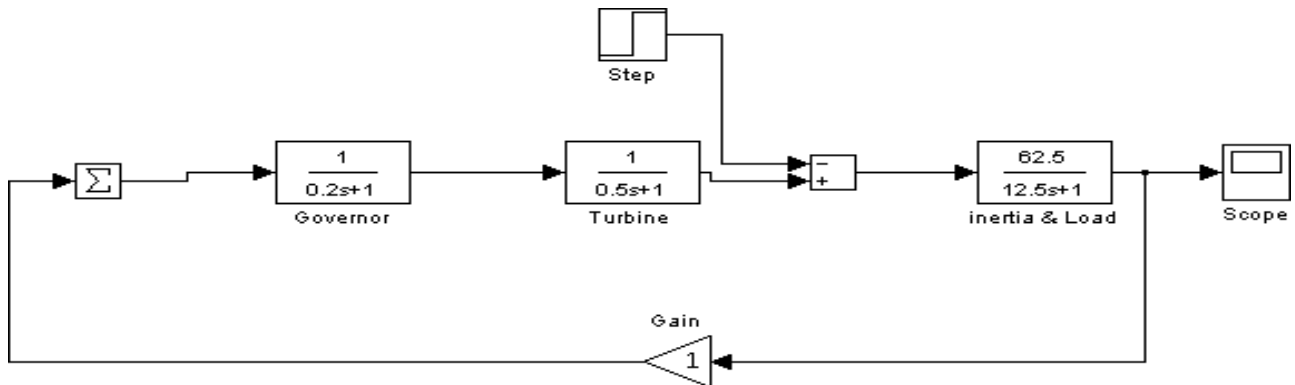 Step
Σ
1
0.2s+1
Governor
1
0.5s+1
Turbine
−
+
62.5
12.5s+1
inertia & Load
Scope
Gain
1